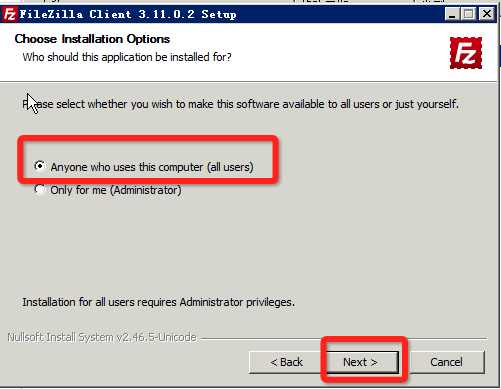 FileZilla Client 3.11.0.2 Setup
Choose Installation Options
Who should this application be installed for?
Fz
Please select whether you wish to make this software available to all users or just yourself.
Anyone who uses this computer (all users)
Only for me (Administrator)
Installation for all users requires Administrator privileges.
Nullsoft Install System v2.46.5-Unicode
< Back
Next >
Cancel